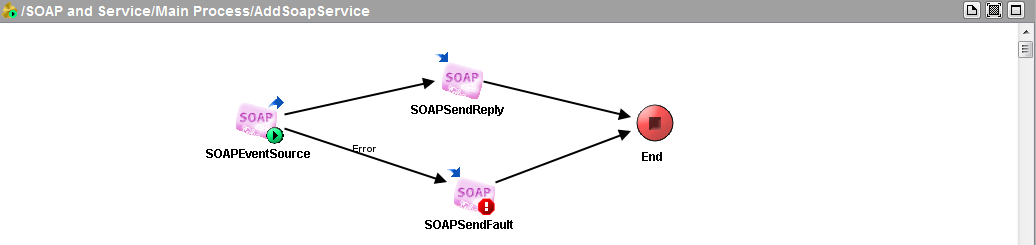 /SOAP and Service/Main Process/AddSoapService
SOAP
SOAPSendReply
SOAP
SOAPEventSource
Error
End
SOAP
SOAPSendFault